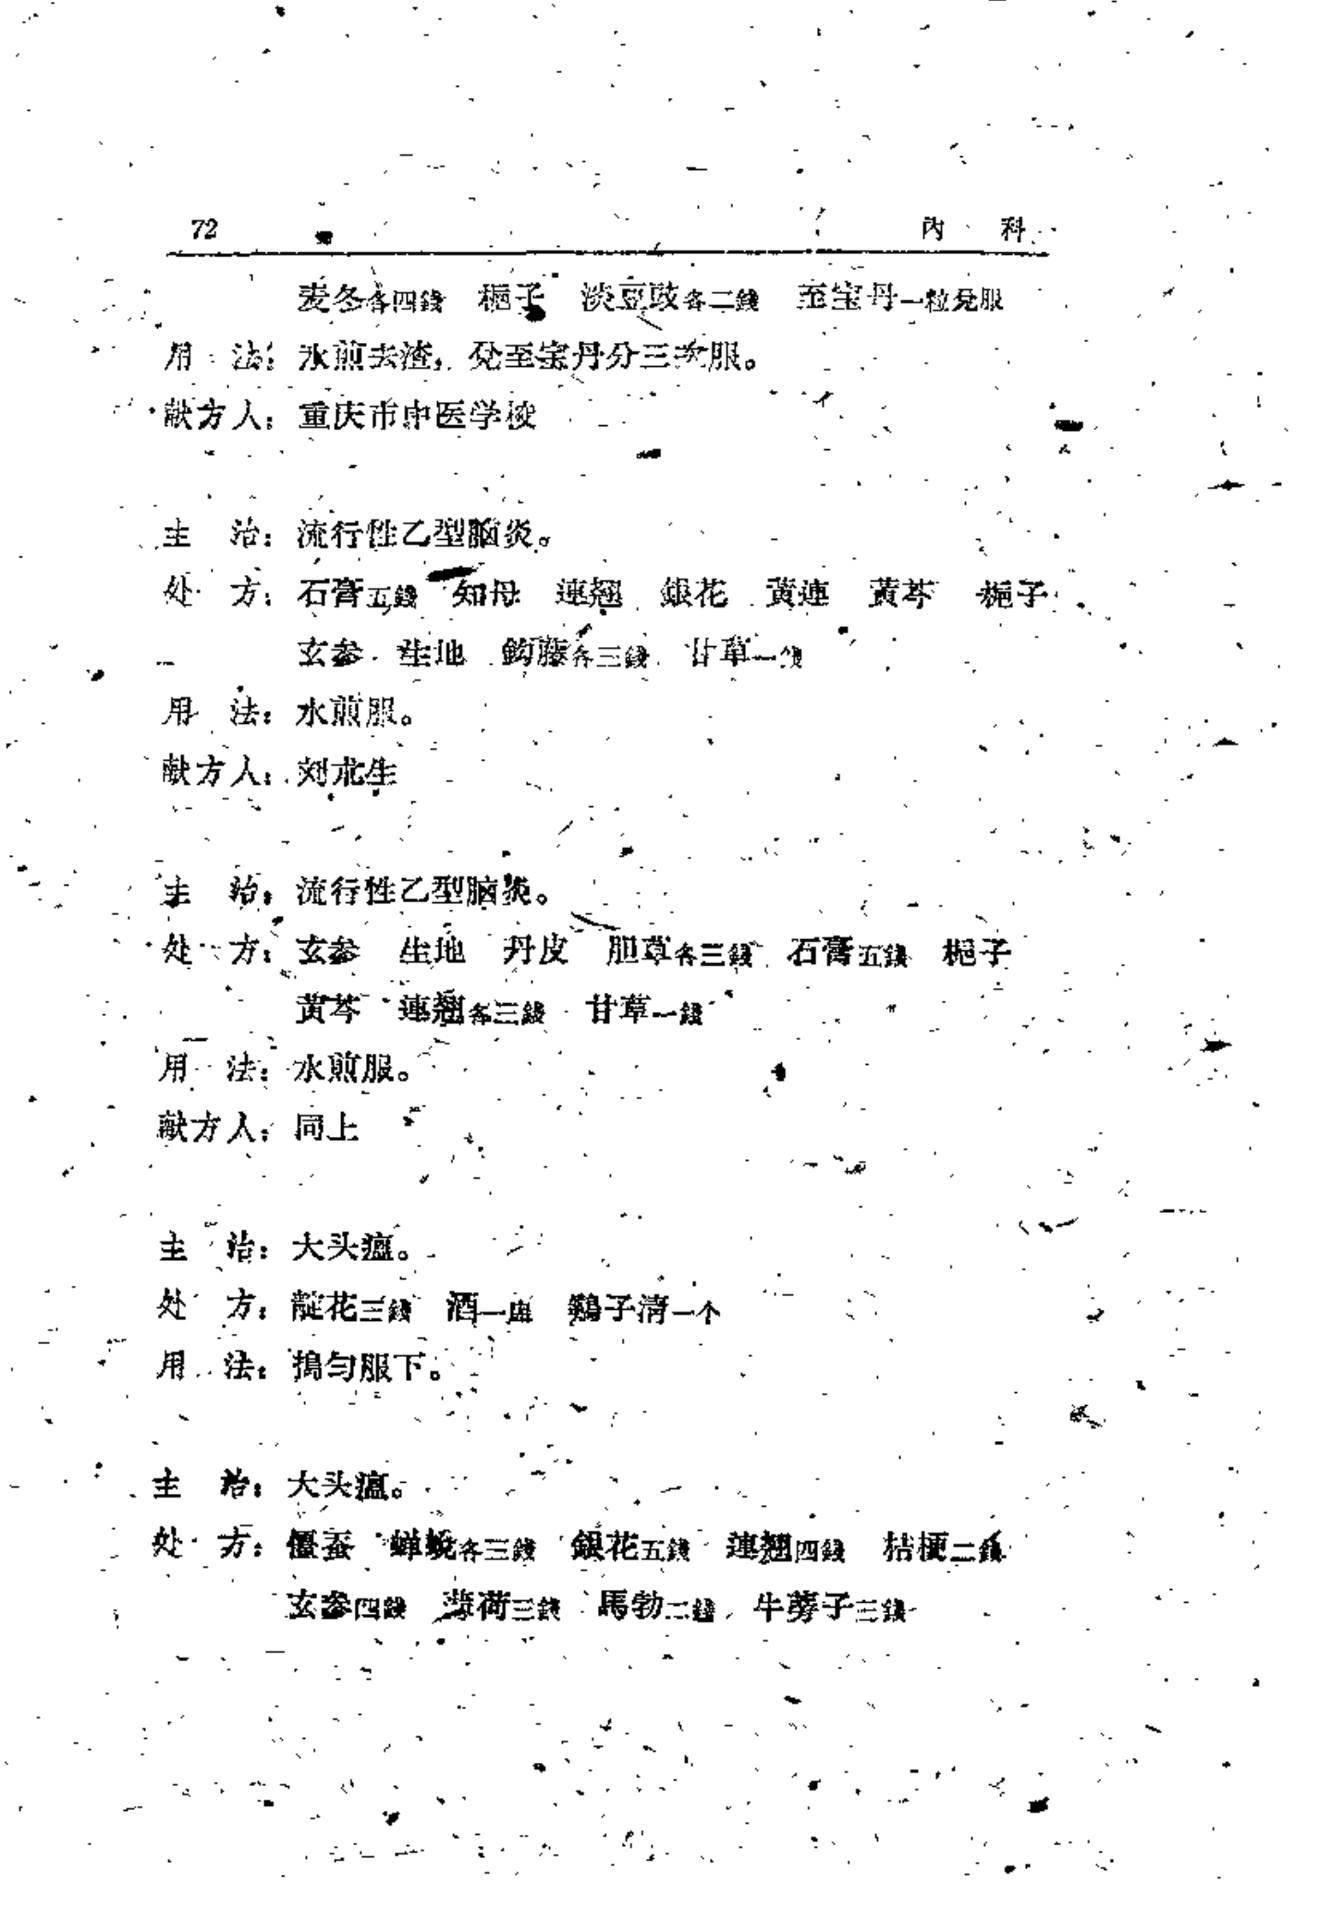 72 内 科
麦冬各四錢 梔子 淡豆豉各二錢 至宝丹一粒兌服
用 法：水煎去渣，兌至宝丹分三次服。
献方人：重庆市中医学校
主 治：流行性乙型脑炎。
处 方：石膏五錢 知母 連翘 銀花 黃連 黃芩 梔子
玄参 生地 鈎藤各三錢 甘草一錢
用 法：水煎服。
献方人：刘朮生
主 治：流行性乙型脑炎。
处 方：玄参 生地 丹皮 胆草各三錢 石膏五錢 梔子
黃芩 連翘各三錢 甘草一錢
用 法：水煎服。
献方人：同上
主 治：大头瘟。
处 方：靛花三錢 酒一盅 鷄子清一个
用 法：搗匀服下。
主 治：大头瘟。
处 方：僵蚕 蝉蛻各三錢 銀花五錢 連翘四錢 桔梗二錢
玄参四錢 薄荷三錢 馬勃二錢 牛蒡子三錢